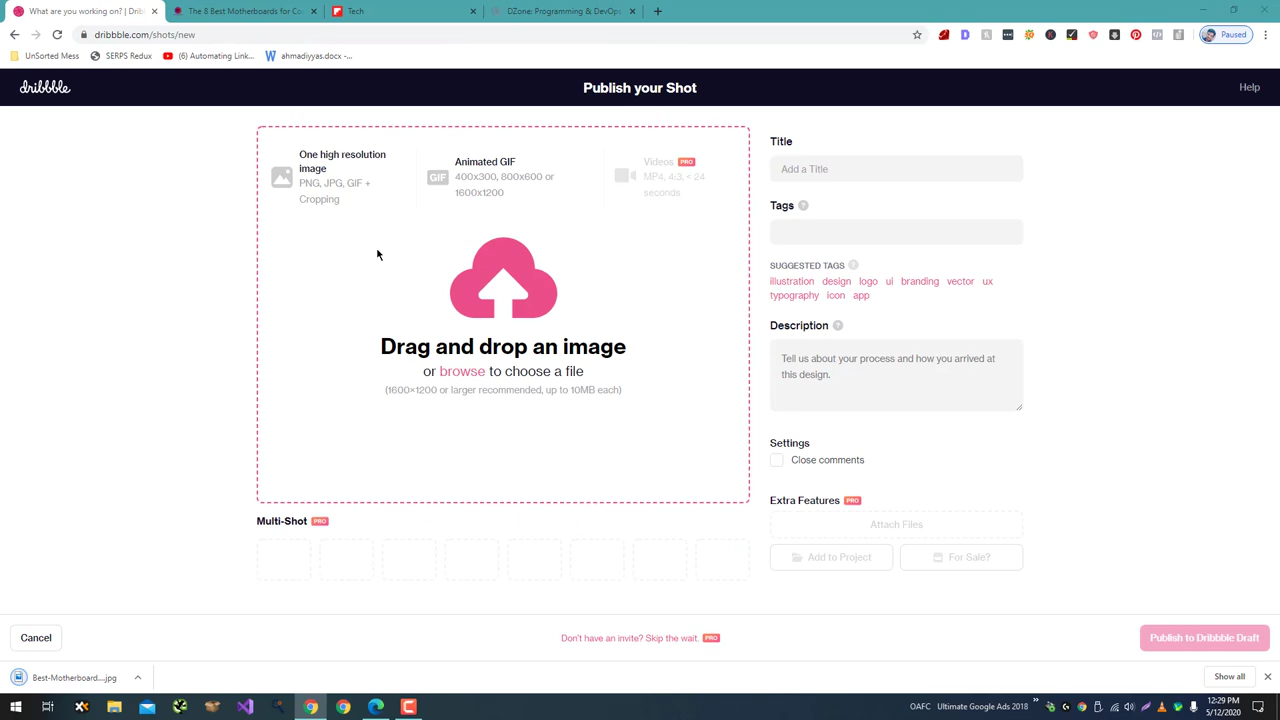 What are you working on? | Drib
The 8 Best Motherboards for Co
Tech
DZone: Programming & DevOps
dribbble.com/shots/new
Paused
UnSorted Mess
SERPS Redux
(6) Automating Link...
ahmadiyyas.docx -...
dribbble
Publish your Shot
Help
One high resolution
image
PNG, JPG, GIF +
Cropping
GIF
Animated GIF
400x300, 800x600 or
1600x1200
Videos PRO
MP4, 4:3, < 24
seconds
Drag and drop an image
or browse to choose a file
(1600×1200 or larger recommended, up to 10MB each)
Multi-Shot PRO
Title
Add a Title
Tags ?
SUGGESTED TAGS ?
illustration design logo ui branding vector ux
typography icon app
Description ?
Tell us about your process and how you arrived at
this design.
Settings
Close comments
Extra Features PRO
Attach Files
Add to Project
For Sale?
Cancel
Don't have an invite? Skip the wait. PRO
Publish to Dribbble Draft
Best-Motherboard....jpg
Show all
OAFC Ultimate Google Ads 2018
12:29 PM
5/12/2020